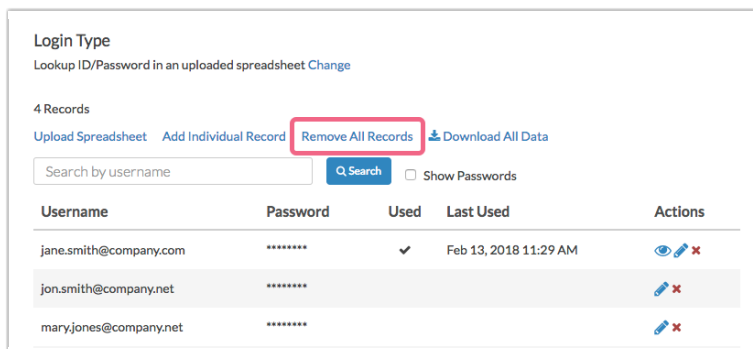 Login Type
Lookup ID/Password in an uploaded spreadsheet Change
4 Records
Upload Spreadsheet Add Individual Record Remove All Records Download All Data
Search by username Search Show Passwords
Username Password Used Last Used Actions
jane.smith@company.com ******** Feb 13, 2018 11:29 AM
jon.smith@company.net ********
mary.jones@company.net ********